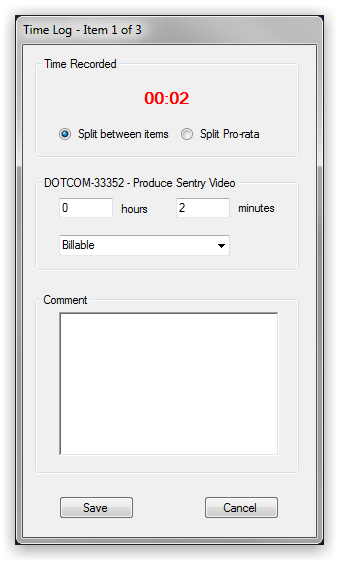 Time Log - Item 1 of 3
Time Recorded
00:02
Split between items Split Pro-rata
DOTCOM-33352 - Produce Sentry Video
0 hours 2 minutes
Billable
Comment
Save Cancel